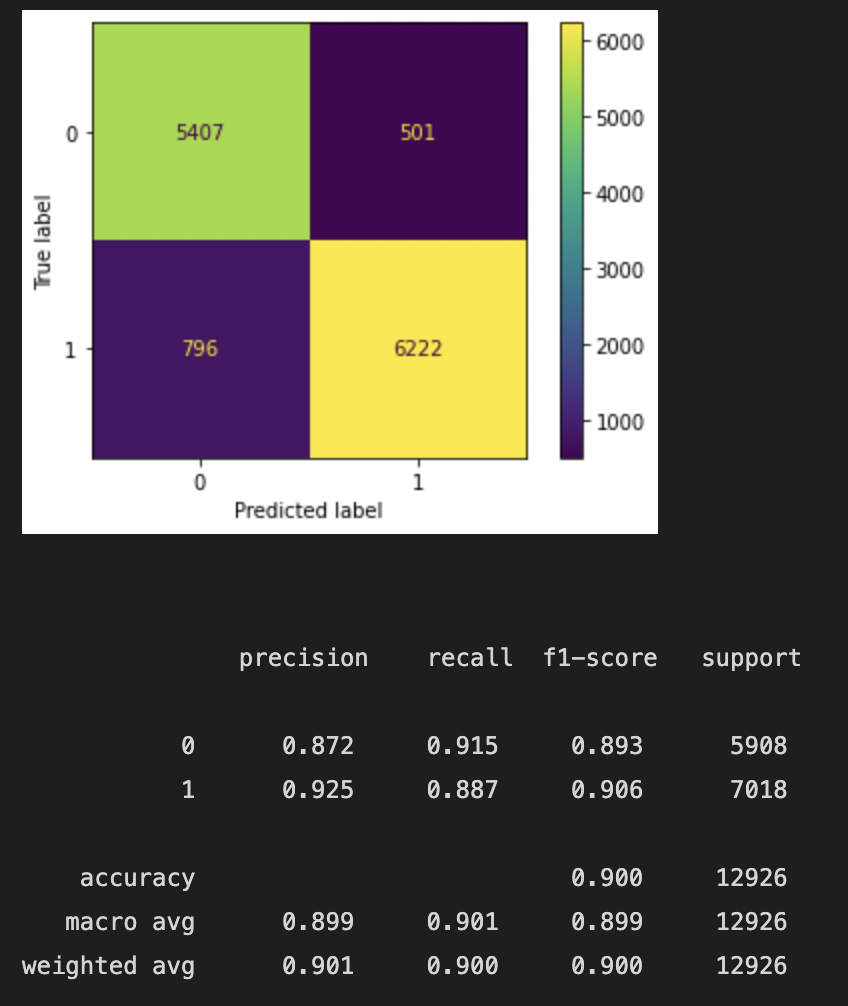 6000
0 5407 501
5000
4000
True label
3000
1 796 6222
2000
1000
0 1
Predicted label
precision recall f1-score support
0 0.872 0.915 0.893 5908
1 0.925 0.887 0.906 7018
accuracy 0.900 12926
macro avg 0.899 0.901 0.899 12926
weighted avg 0.901 0.900 0.900 12926